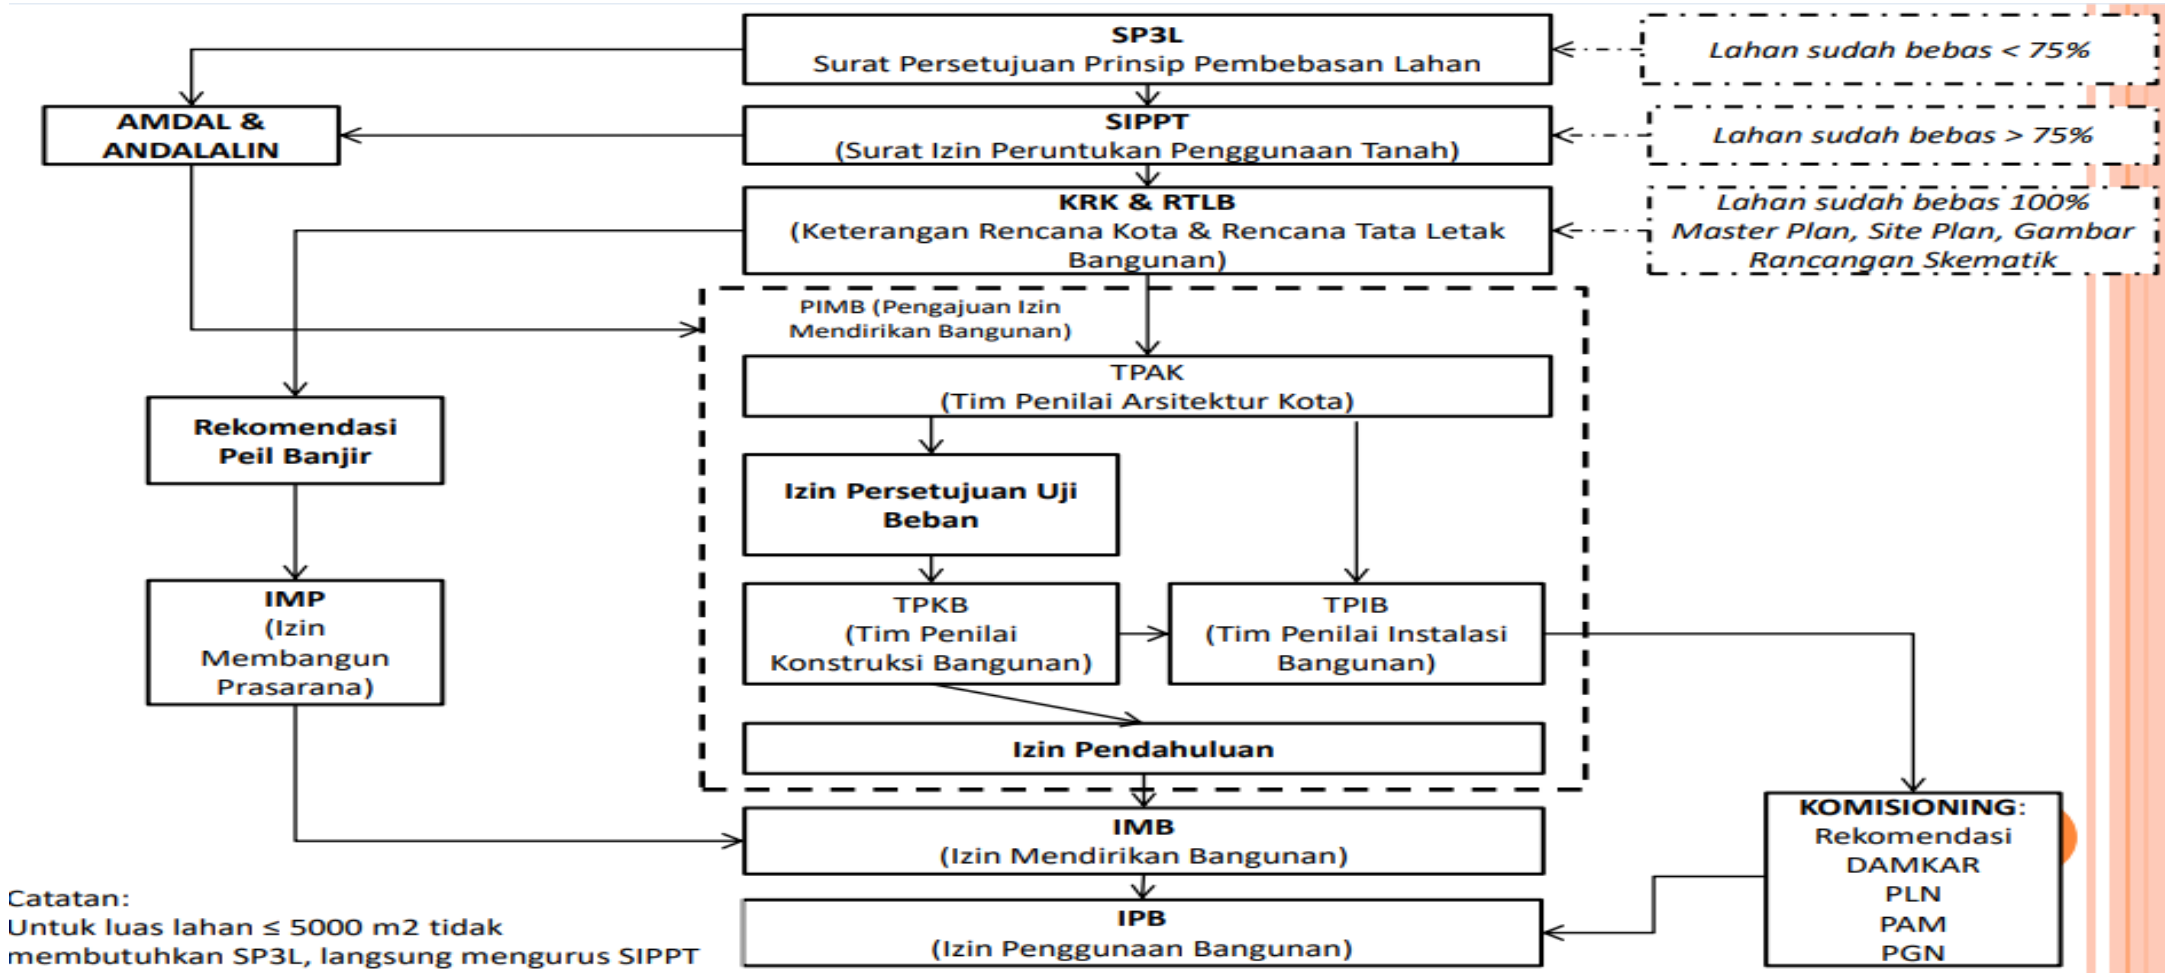 SP3L
Surat Persetujuan Prinsip Pembebasan Lahan
Lahan sudah bebas < 75%
AMDAL &
ANDALALIN
SIPPT
(Surat Izin Peruntukan Penggunaan Tanah)
Lahan sudah bebas > 75%
KRK & RTLB
(Keterangan Rencana Kota & Rencana Tata Letak
Bangunan)
Lahan sudah bebas 100%
Master Plan, Site Plan, Gambar
Rancangan Skematik
PIMB (Pengajuan Izin
Mendirikan Bangunan)
TPAK
(Tim Penilai Arsitektur Kota)
Rekomendasi
Peil Banjir
Izin Persetujuan Uji
Beban
IMP
(Izin
Membangun
Prasarana)
TPKB
(Tim Penilai
Konstruksi Bangunan)
TPIB
(Tim Penilai Instalasi
Bangunan)
Izin Pendahuluan
IMB
(Izin Mendirikan Bangunan)
KOMISIONING:
Rekomendasi
DAMKAR
PLN
PAM
PGN
IPB
(Izin Penggunaan Bangunan)
Catatan:
Untuk luas lahan ≤ 5000 m2 tidak
membutuhkan SP3L, langsung mengurus SIPPT